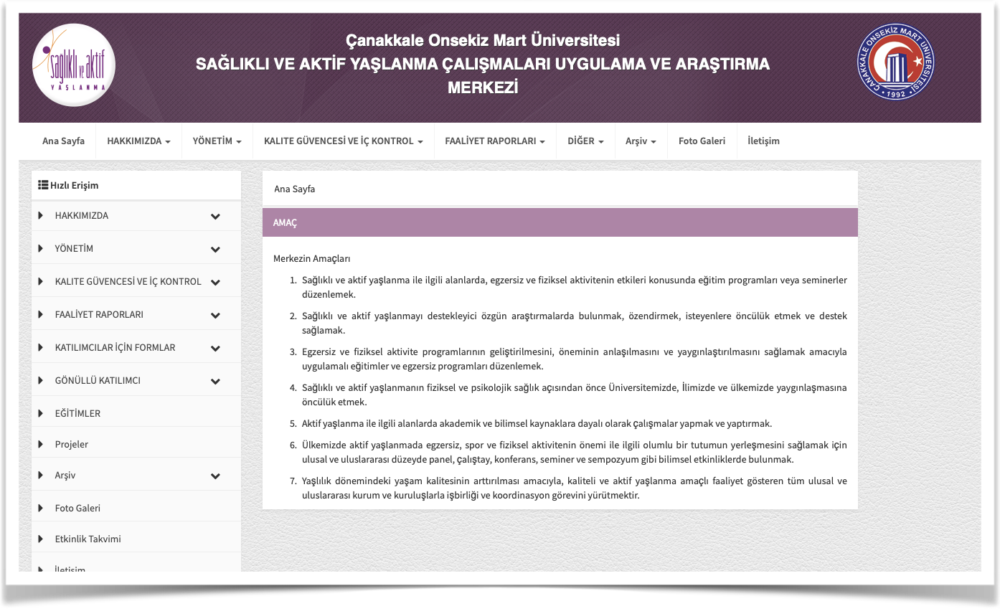 sağlıklı ve aktif
YAŞLANMA
Çanakkale Onsekiz Mart Üniversitesi
SAĞLIKLI VE AKTİF YAŞLANMA ÇALIŞMALARI UYGULAMA VE ARAŞTIRMA
MERKEZİ
ÇANAKKALE ONSEKİZ MART ÜNİVERSİTESİ
• 1992 •
Ana Sayfa HAKKIMIZDA YÖNETİM KALITE GÜVENCESİ VE İÇ KONTROL FAALİYET RAPORLARI DİĞER Arşiv Foto Galeri İletişim
Hızlı Erişim
HAKKIMIZDA
YÖNETİM
KALITE GÜVENCESİ VE İÇ KONTROL
FAALİYET RAPORLARI
KATILIMCILAR İÇİN FORMLAR
GÖNÜLLÜ KATILIMCI
EĞİTİMLER
Projeler
Arşiv
Foto Galeri
Etkinlik Takvimi
İletişim
Ana Sayfa
AMAÇ
Merkezin Amaçları
1. Sağlıklı ve aktif yaşlanma ile ilgili alanlarda, egzersiz ve fiziksel aktivitenin etkileri konusunda eğitim programları veya seminerler
düzenlemek.
2. Sağlıklı ve aktif yaşlanmayı destekleyici özgün araştırmalarda bulunmak, özendirmek, isteyenlere öncülük etmek ve destek
sağlamak.
3. Egzersiz ve fiziksel aktivite programlarının geliştirilmesini, öneminin anlaşılmasını ve yaygınlaştırılmasını sağlamak amacıyla
uygulamalı eğitimler ve egzersiz programları düzenlemek.
4. Sağlıklı ve aktif yaşlanmanın fiziksel ve psikolojik sağlık açısından önce Üniversitemizde, İlimizde ve ülkemizde yaygınlaşmasına
öncülük etmek.
5. Aktif yaşlanma ile ilgili alanlarda akademik ve bilimsel kaynaklara dayalı olarak çalışmalar yapmak ve yaptırmak.
6. Ülkemizde aktif yaşlanmada egzersiz, spor ve fiziksel aktivitenin önemi ile ilgili olumlu bir tutumun yerleşmesini sağlamak için
ulusal ve uluslararası düzeyde panel, çalıştay, konferans, seminer ve sempozyum gibi bilimsel etkinliklerde bulunmak.
7. Yaşlılık dönemindeki yaşam kalitesinin arttırılması amacıyla, kaliteli ve aktif yaşlanma amaçlı faaliyet gösteren tüm ulusal ve
uluslararası kurum ve kuruluşlarla işbirliği ve koordinasyon görevini yürütmektir.